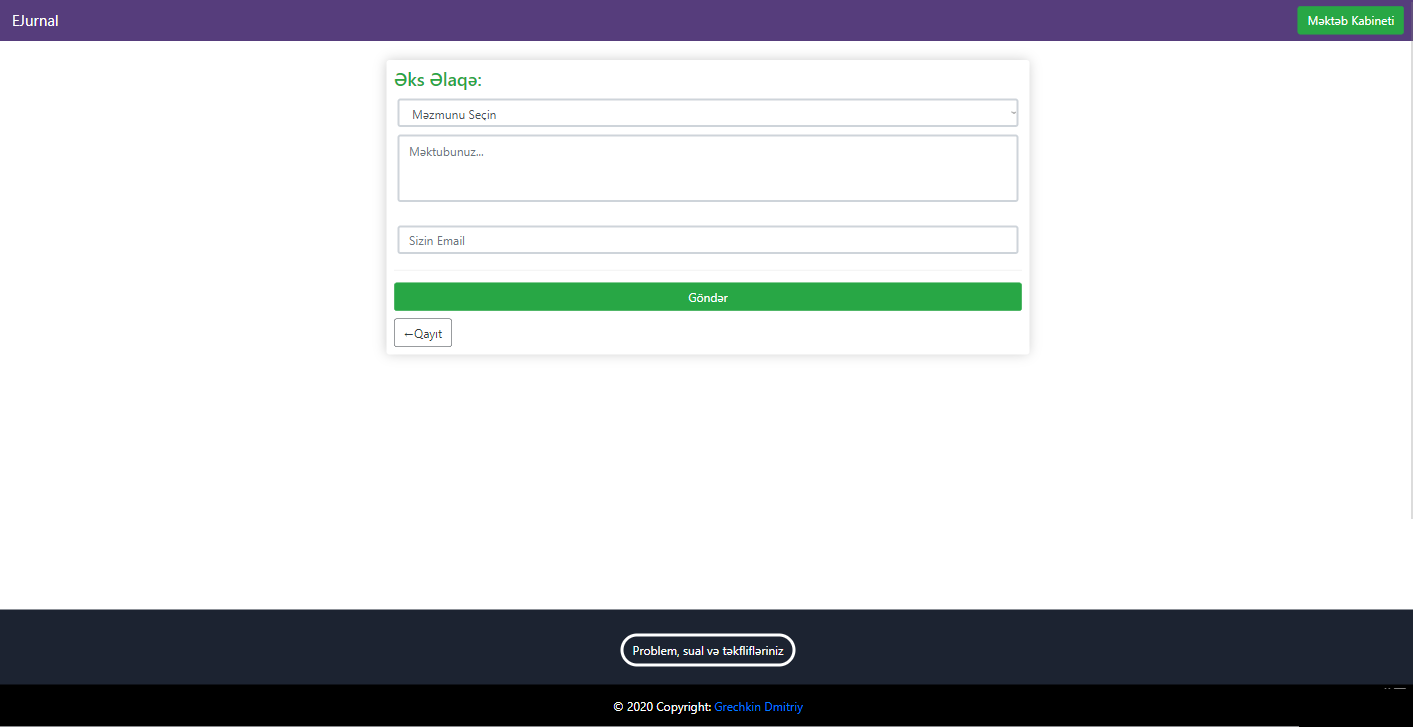 EJurnal
Məktəb Kabineti
Əks Əlaqə:
Məzmunu Seçin
Məktubunuz...
Sizin Email
Göndər
←Qayıt
Problem, sual və təkflifləriniz
© 2020 Copyright: Grechkin Dmitriy